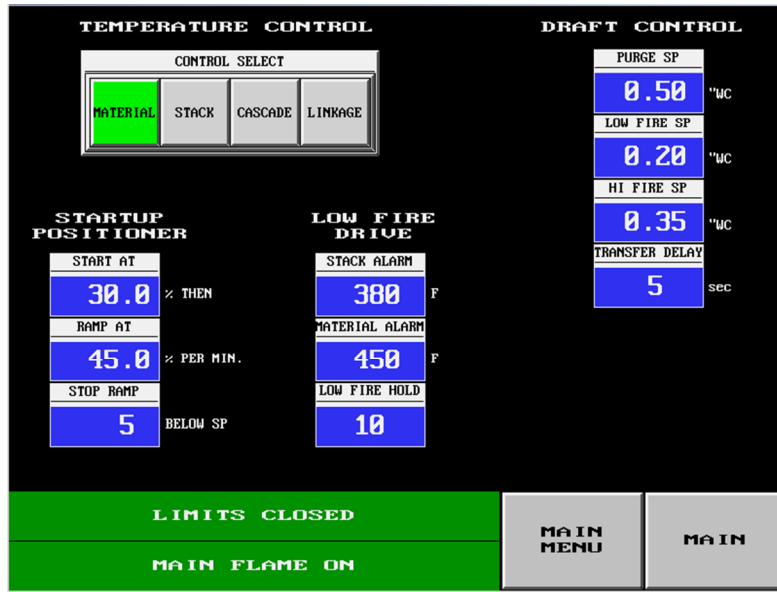 TEMPERATURE CONTROL
CONTROL SELECT
MATERIAL STACK CASCADE LINKAGE
DRAFT CONTROL
PURGE SP
0.50 "WC
LOW FIRE SP
0.20 "WC
HI FIRE SP
0.35 "WC
TRANSFER DELAY
5 sec
STARTUP
POSITIONER
START AT
30.0 % THEN
RAMP AT
45.0 % PER MIN.
STOP RAMP
5 BELOW SP
LOW FIRE
DRIVE
STACK ALARM
380 F
MATERIAL ALARM
450 F
LOW FIRE HOLD
10
LIMITS CLOSED
MAIN FLAME ON
MAIN
MENU
MAIN